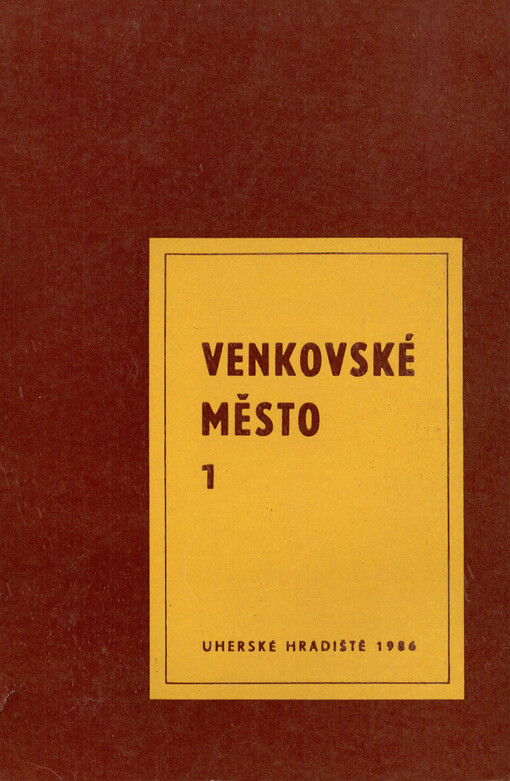 VENKOVSKÉ
MĚSTO
1
UHERSKÉ HRADIŠTĚ 1986